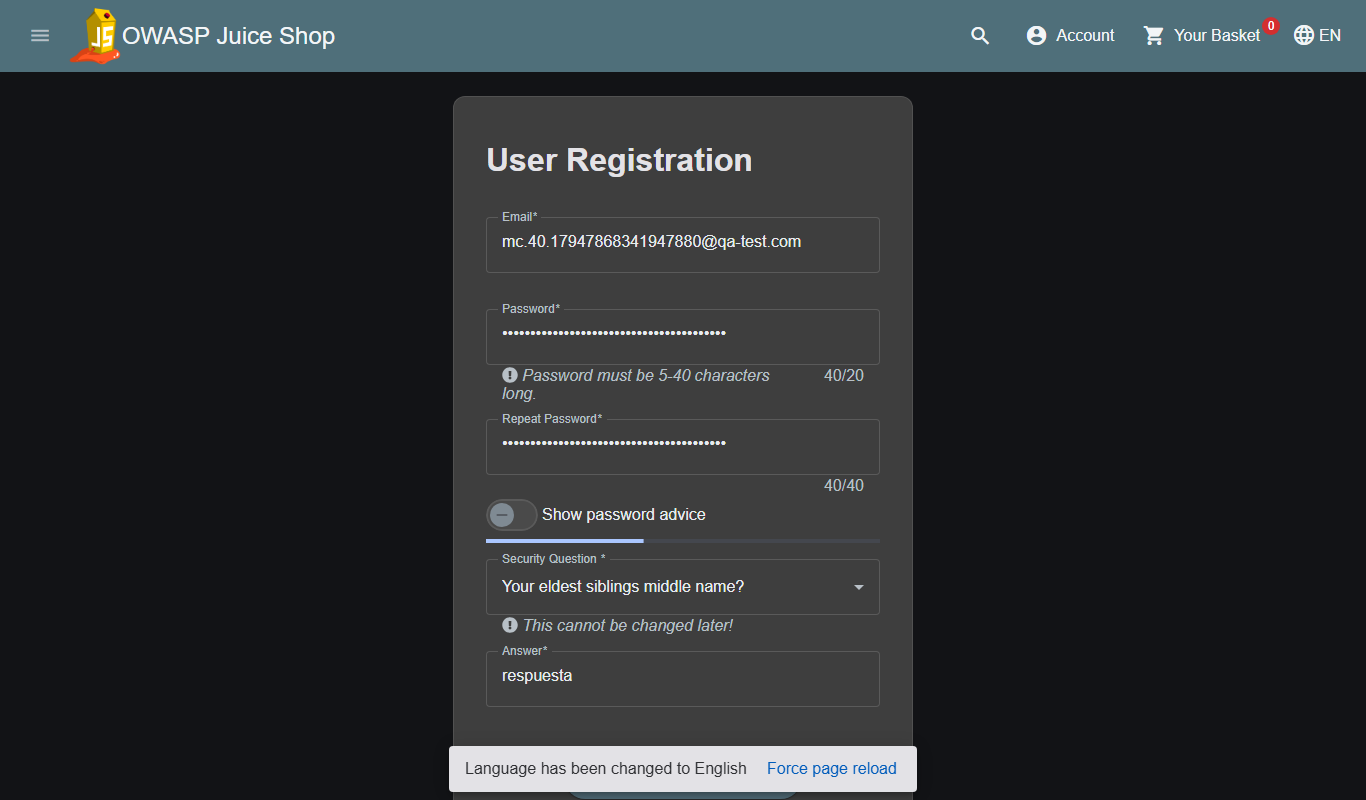 JS OWASP Juice Shop Account Your Basket 0 EN
User Registration
Email*
mc.40.17947868341947880@qa-test.com
Password*
••••••••••••••••••••••••••••••••••••••••
Password must be 5-40 characters 40/20
long.
Repeat Password*
••••••••••••••••••••••••••••••••••••••••
40/40
Show password advice
Security Question *
Your eldest siblings middle name?
This cannot be changed later!
Answer*
respuesta
Language has been changed to English Force page reload